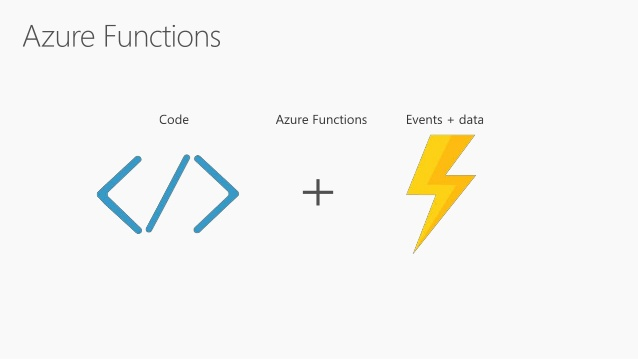 Azure Functions
Code
Azure Functions
Events + data